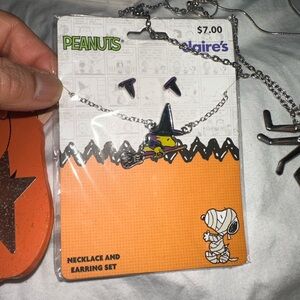 $7.00
PEANUTS
claire's
NECKLACE AND
EARRING SET